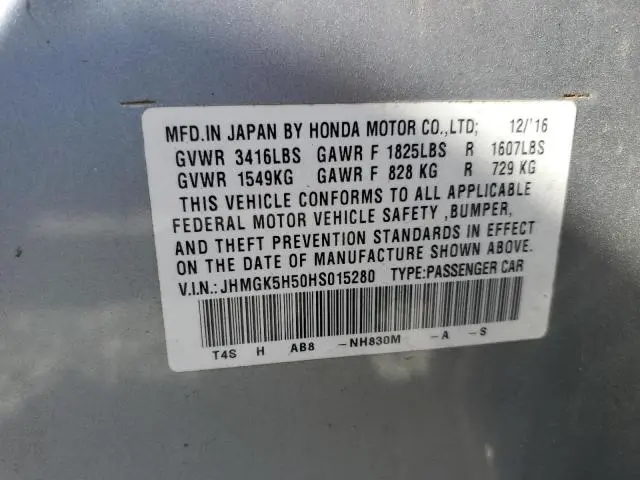 MFD.IN JAPAN BY HONDA MOTOR CO.,LTD; 12/'16
GVWR 3416LBS GAWR F 1825LBS R 1607LBS
GVWR 1549KG GAWR F 828 KG R 729 KG
THIS VEHICLE CONFORMS TO ALL APPLICABLE
FEDERAL MOTOR VEHICLE SAFETY ,BUMPER,
AND THEFT PREVENTION STANDARDS IN EFFECT
ON THE DATE OF MANUFACTURE SHOWN ABOVE.
V.I.N.: JHMGK5H50HS015280 TYPE:PASSENGER CAR
T4S H AB8 -NH830M -A -S